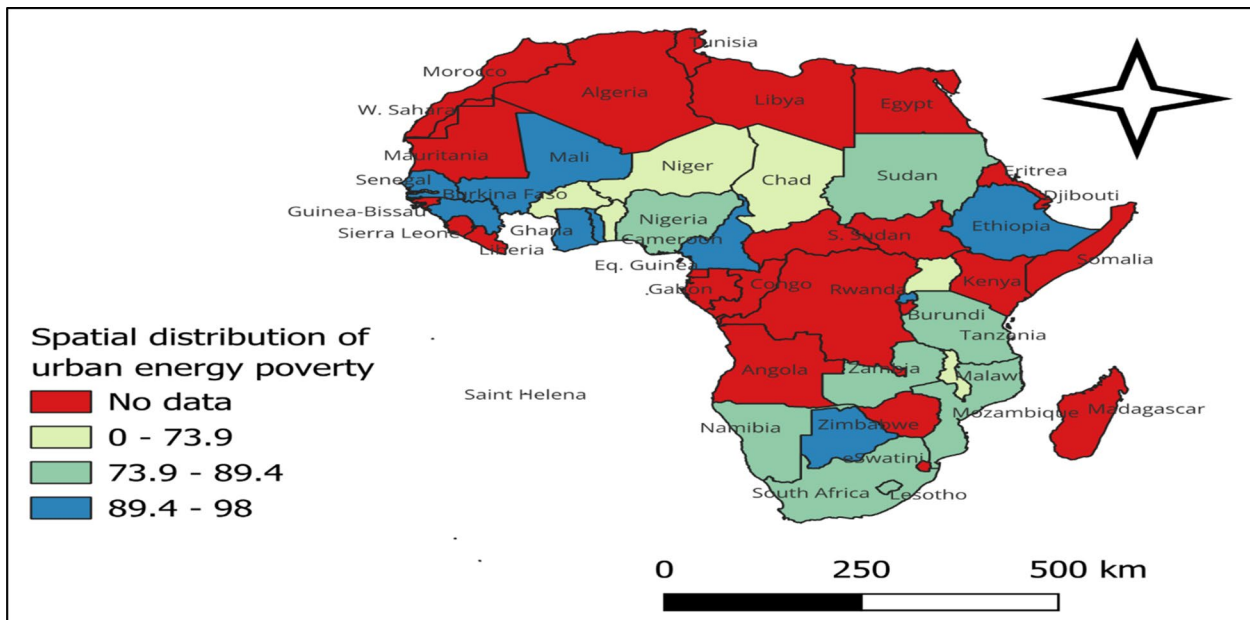 Tunisia
Morocco
Algeria
Libya
Egypt
W. Sahara
Mauritania
Mali
Niger
Chad
Sudan
Eritrea
Senegal
Burkina Faso
Djibouti
Guinea-Bissau
Nigeria
Ethiopia
Sierra Leone
Ghana
Cameroun
S. Sudan
Liberia
Somalia
Eq. Guinea
Gabon
Congo
Rwanda
Kenya
Burundi
Tanzania
Angola
Zambia
Malawi
Saint Helena
Mozambique
Madagascar
Namibia
Zimbabwe
eSwatini
South Africa
Lesotho
Spatial distribution of
urban energy poverty
No data
0 - 73.9
73.9 - 89.4
89.4 - 98
0 250 500 km